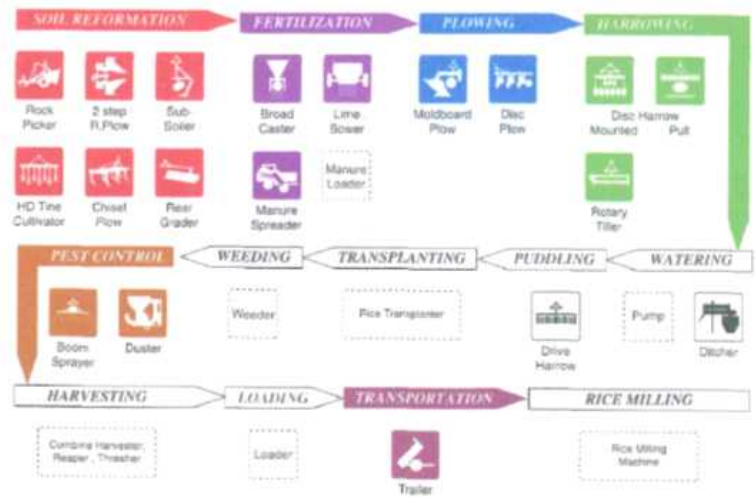 SOIL REFORMATION
FERTILIZATION
PLOWING
HARROWING
Rock
Picker
2 step
R.Plow
Sub-
Soiler
Broad
Caster
Lime
Sower
Moldboard
Plow
Disc
Plow
Disc Harrow
Mounted Pull
HD Tine
Cultivator
Chisel
Plow
Rear
Grader
Manure
Spreader
Manure
Loader
Rotary
Tiller
PEST CONTROL
WEEDING
TRANSPLANTING
PUDDLING
WATERING
Boom
Sprayer
Duster
Weeder
Rice Transplanter
Drive
Harrow
Pump
Ditcher
HARVESTING
LOADING
TRANSPORTATION
RICE MILLING
Combine Harvester,
Reaper , Thrasher
Loader
Trailer
Rice Milling
Machine